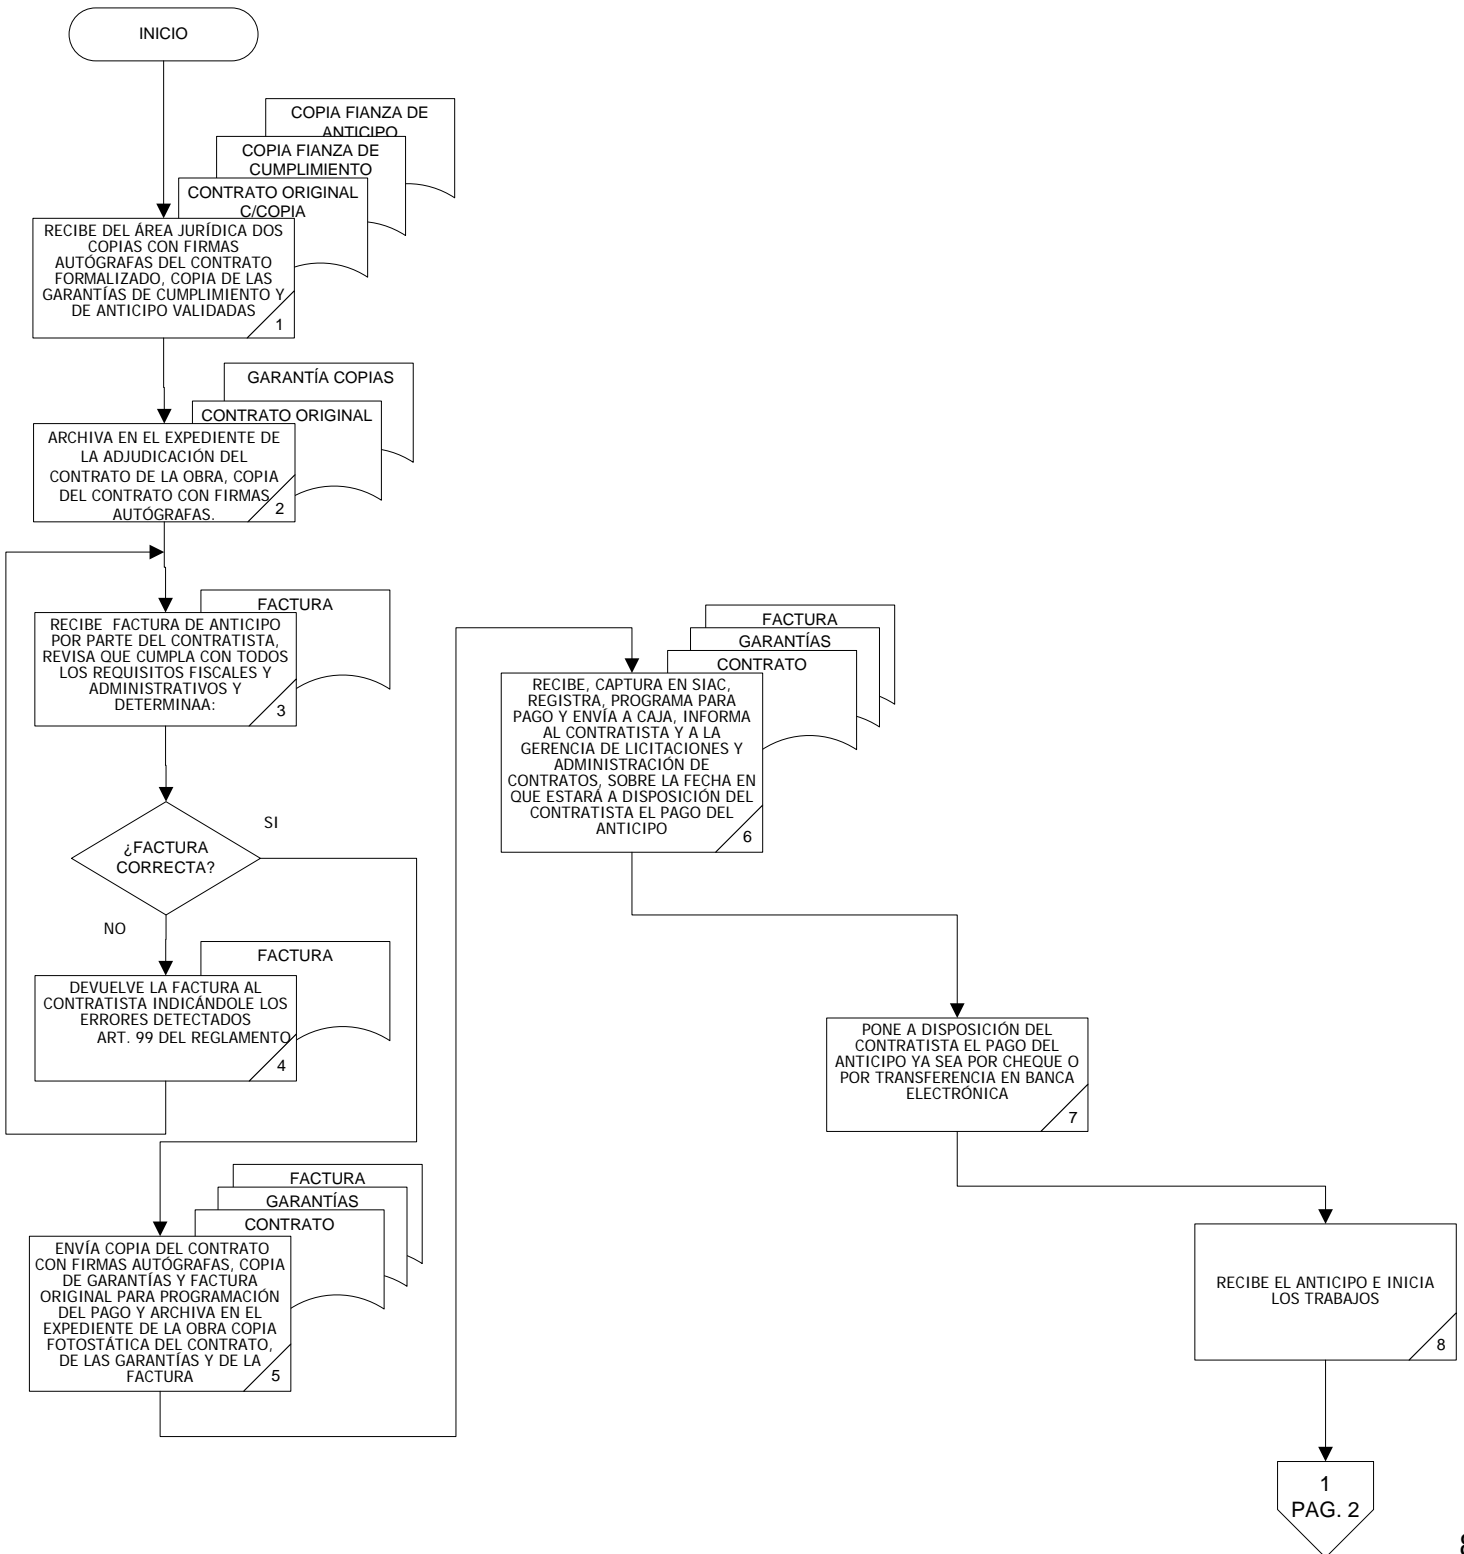 INICIO
COPIA FIANZA DE
ANTICIPO
COPIA FIANZA DE
CUMPLIMIENTO
CONTRATO ORIGINAL
C/COPIA
RECIBE DEL ÁREA JURÍDICA DOS
COPIAS CON FIRMAS
AUTÓGRAFAS DEL CONTRATO
FORMALIZADO, COPIA DE LAS
GARANTÍAS DE CUMPLIMIENTO Y
DE ANTICIPO VALIDADAS
1
GARANTÍA COPIAS
CONTRATO ORIGINAL
ARCHIVA EN EL EXPEDIENTE DE
LA ADJUDICACIÓN DEL
CONTRATO DE LA OBRA, COPIA
DEL CONTRATO CON FIRMAS
AUTÓGRAFAS.
2
FACTURA
RECIBE FACTURA DE ANTICIPO
POR PARTE DEL CONTRATISTA,
REVISA QUE CUMPLA CON TODOS
LOS REQUISITOS FISCALES Y
ADMINISTRATIVOS Y
DETERMINAA:
3
¿FACTURA
CORRECTA?
SI
NO
FACTURA
DEVUELVE LA FACTURA AL
CONTRATISTA INDICÁNDOLE LOS
ERRORES DETECTADOS
ART. 99 DEL REGLAMENTO
4
FACTURA
GARANTÍAS
CONTRATO
ENVÍA COPIA DEL CONTRATO
CON FIRMAS AUTÓGRAFAS, COPIA
DE GARANTÍAS Y FACTURA
ORIGINAL PARA PROGRAMACIÓN
DEL PAGO Y ARCHIVA EN EL
EXPEDIENTE DE LA OBRA COPIA
FOTOSTÁTICA DEL CONTRATO,
DE LAS GARANTÍAS Y DE LA
FACTURA
5
FACTURA
GARANTÍAS
CONTRATO
RECIBE, CAPTURA EN SIAC,
REGISTRA, PROGRAMA PARA
PAGO Y ENVÍA A CAJA, INFORMA
AL CONTRATISTA Y A LA
GERENCIA DE LICITACIONES Y
ADMINISTRACIÓN DE
CONTRATOS, SOBRE LA FECHA EN
QUE ESTARÁ A DISPOSICIÓN DEL
CONTRATISTA EL PAGO DEL
ANTICIPO
6
PONE A DISPOSICIÓN DEL
CONTRATISTA EL PAGO DEL
ANTICIPO YA SEA POR CHEQUE O
POR TRANSFERENCIA EN BANCA
ELECTRÓNICA
7
RECIBE EL ANTICIPO E INICIA
LOS TRABAJOS
8
1
PAG. 2